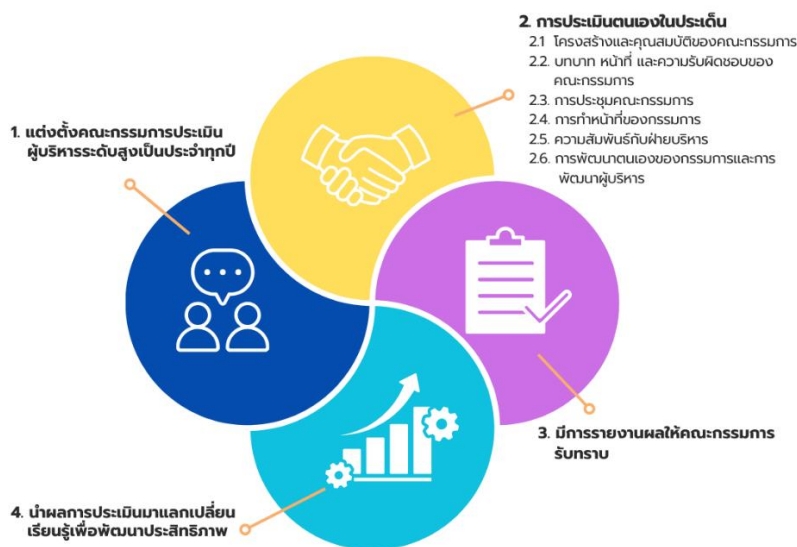 1. แต่งตั้งคณะกรรมการประเมิน
ผู้บริหารระดับสูงเป็นประจำทุกปี
2. การประเมินตนเองในประเด็น
2.1 โครงสร้างและคุณสมบัติของคณะกรรมการ
2.2. บทบาท หน้าที่ และความรับผิดชอบของ
คณะกรรมการ
2.3. การประชุมคณะกรรมการ
2.4. การทำหน้าที่ของกรรมการ
2.5. ความสัมพันธ์กับฝ่ายบริหาร
2.6. การพัฒนาตนเองของกรรมการและการ
พัฒนาผู้บริหาร
3. มีการรายงานผลให้คณะกรรมการ
รับทราบ
4. นำผลการประเมินมาแลกเปลี่ยน
เรียนรู้เพื่อพัฒนาประสิทธิภาพ